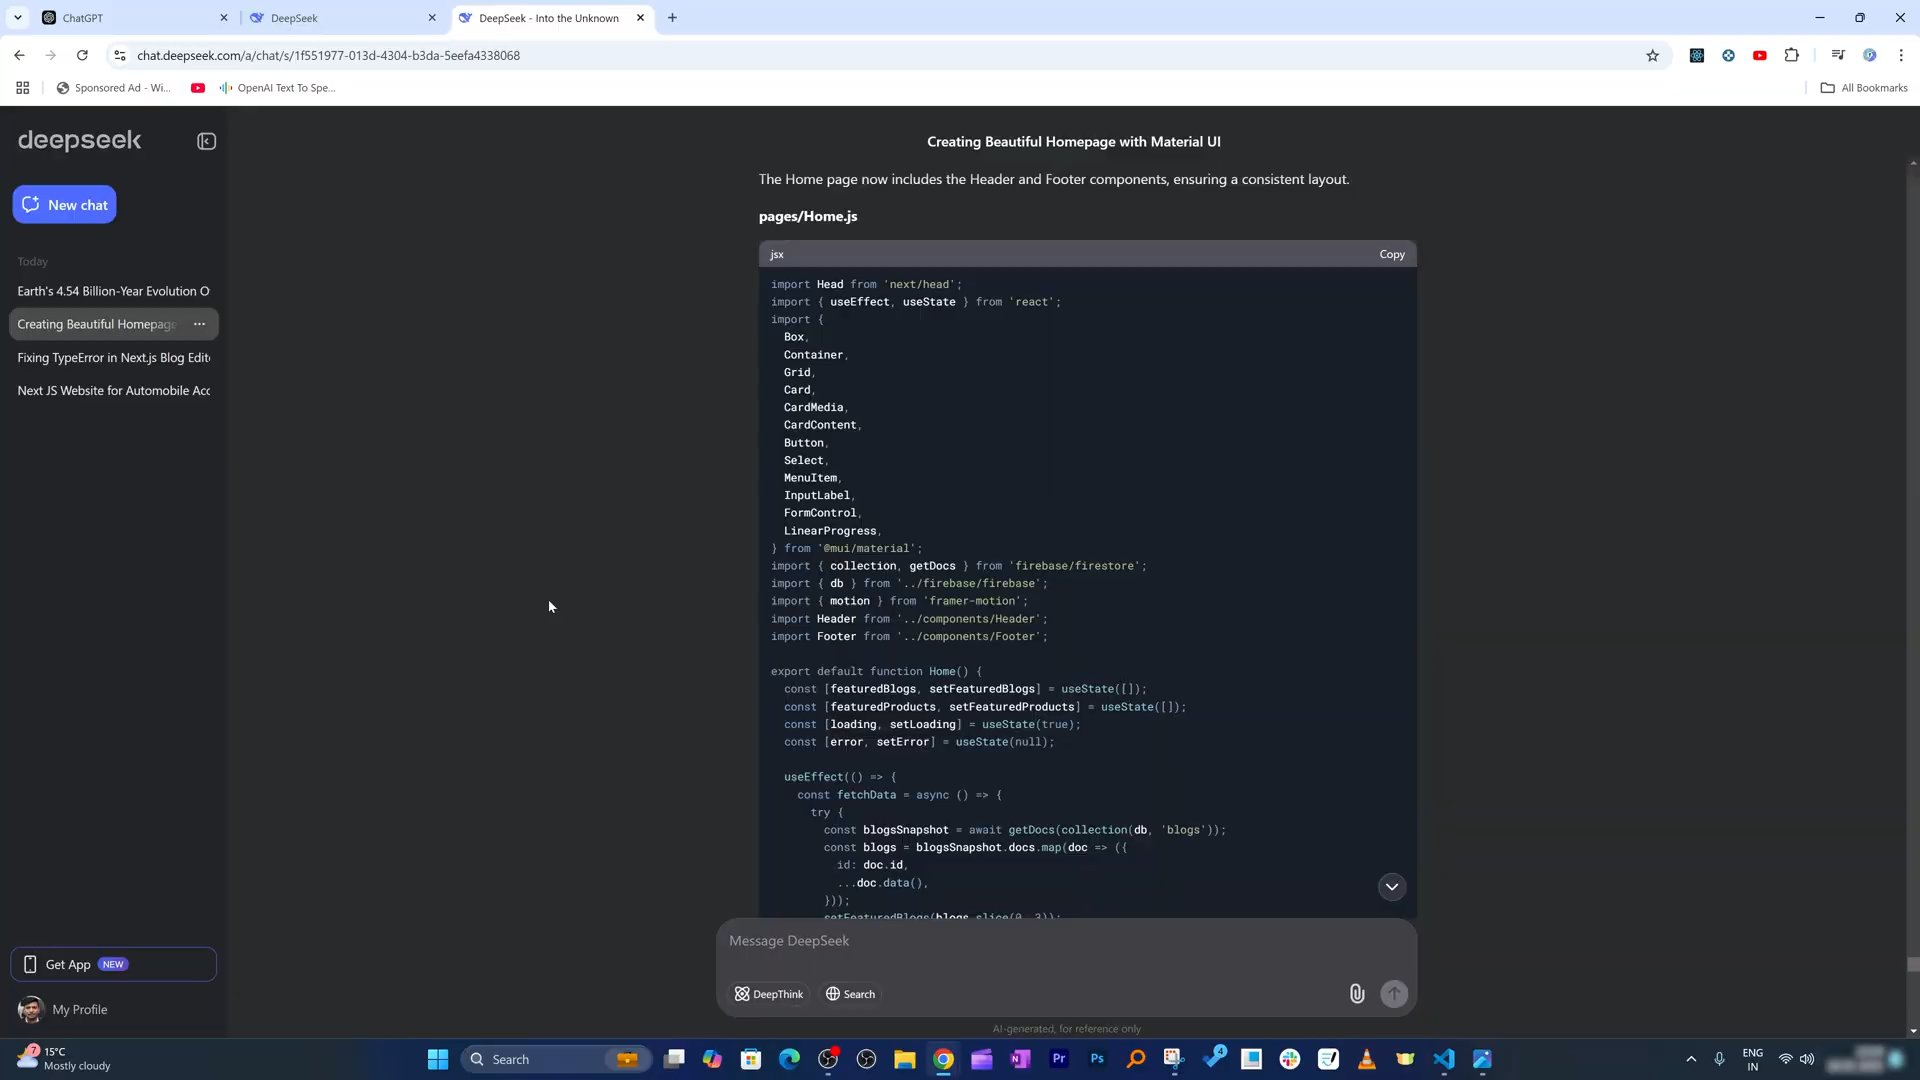 ChatGPT
DeepSeek
DeepSeek - Into the Unknown
chat.deepseek.com/a/chat/s/1f551977-013d-4304-b3da-5eefa4338068
Sponsored Ad - Wi...
OpenAI Text To Spe...
All Bookmarks
deepseek
New chat
Today
Earth's 4.54 Billion-Year Evolution O
Creating Beautiful Homepage
Fixing TypeError in Next.js Blog Edit
Next JS Website for Automobile Acc
Get App NEW
My Profile
Creating Beautiful Homepage with Material UI
The Home page now includes the Header and Footer components, ensuring a consistent layout.
pages/Home.js
jsx Copy
import Head from 'next/head';
import { useEffect, useState } from 'react';
import {
Box,
Container,
Grid,
Card,
CardMedia,
CardContent,
Button,
Select,
MenuItem,
InputLabel,
FormControl,
LinearProgress,
} from '@mui/material';
import { collection, getDocs } from 'firebase/firestore';
import { db } from '../firebase/firebase';
import { motion } from 'framer-motion';
import Header from '../components/Header';
import Footer from '../components/Footer';
export default function Home() {
const [featuredBlogs, setFeaturedBlogs] = useState([]);
const [featuredProducts, setFeaturedProducts] = useState([]);
const [loading, setLoading] = useState(true);
const [error, setError] = useState(null);
useEffect(() => {
const fetchData = async () => {
try {
const blogsSnapshot = await getDocs(collection(db, 'blogs'));
const blogs = blogsSnapshot.docs.map(doc => ({
id: doc.id,
...doc.data(),
}));
setFeaturedBlogs(blogs.slice(0, 3));
Message DeepSeek
DeepThink
Search
AI-generated, for reference only
7
15°C
Mostly cloudy
Search
N
Pr
Ps
4
ENG
IN